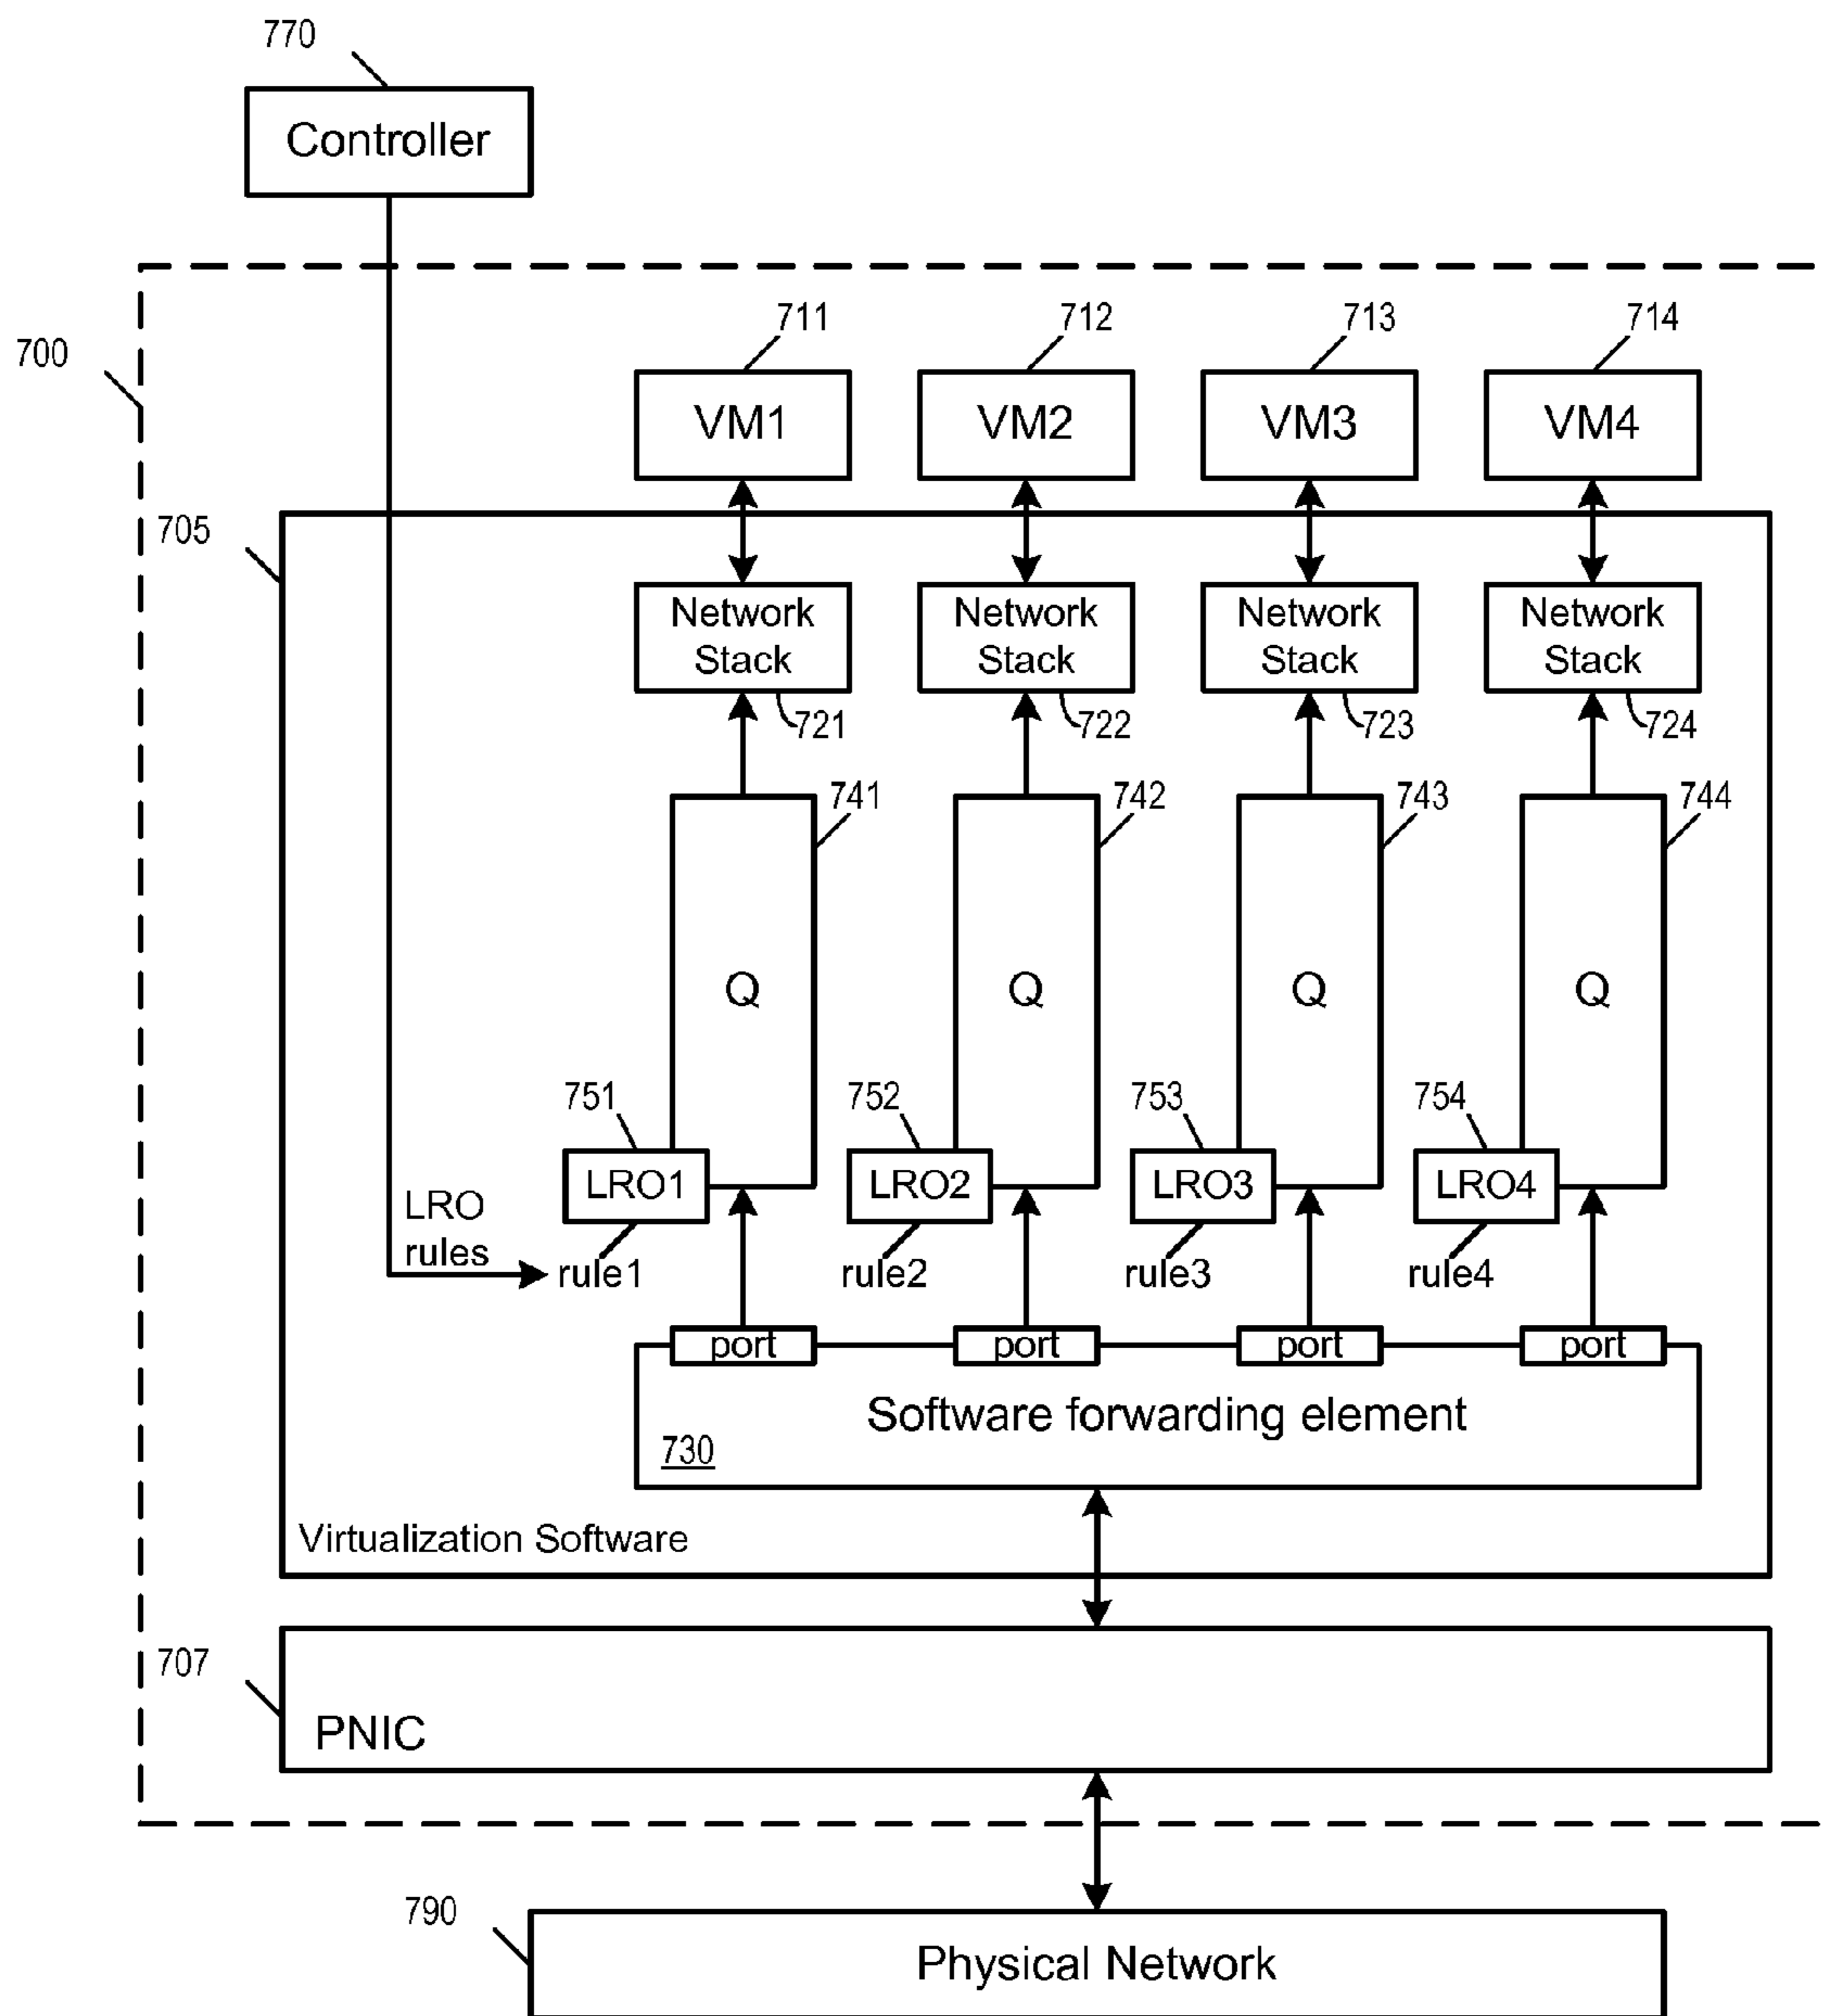 770
Controller
700
711
712
713
714
VM1
VM2
VM3
VM4
705
Network
Stack
Network
Stack
Network
Stack
Network
Stack
721
722
723
724
741
742
743
744
Q
Q
Q
Q
751
752
753
754
LRO1
LRO2
LRO3
LRO4
LRO
rules
rule1
rule2
rule3
rule4
port
port
port
port
Software forwarding element
730
Virtualization Software
707
PNIC
790
Physical Network